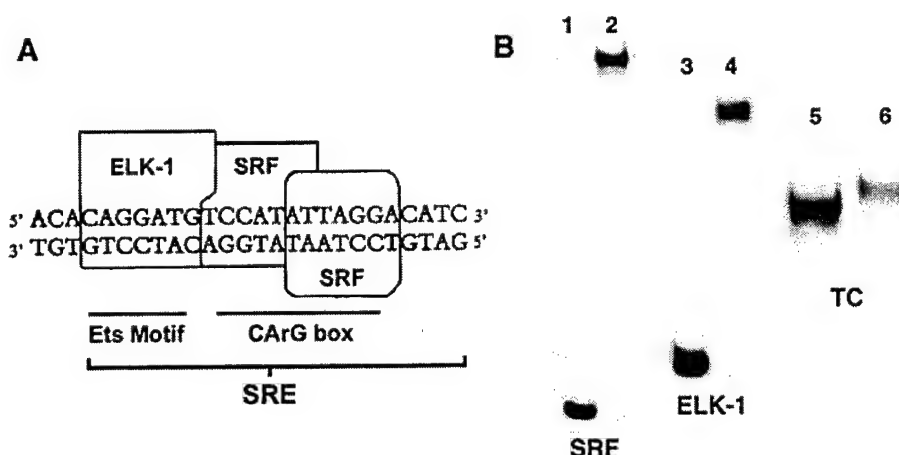 A
B
ELK-1 SRF
5' ACACAGGATGTCCATATTAGGACATC 3'
3' TGTGTCCTACAGGTATAATCCTGTAG 5'
SRF
Ets Motif CArG box
SRE
1 2
3 4
5 6
TC
ELK-1
SRF